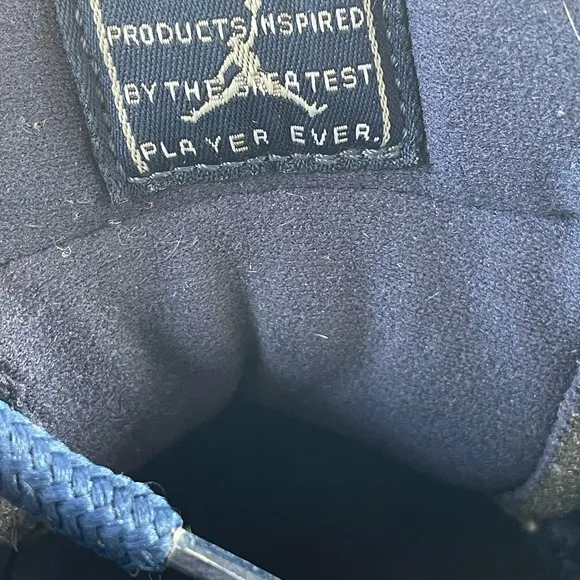 PRODUCTS INSPIRED
BY THE GREATEST
PLAYER EVER.